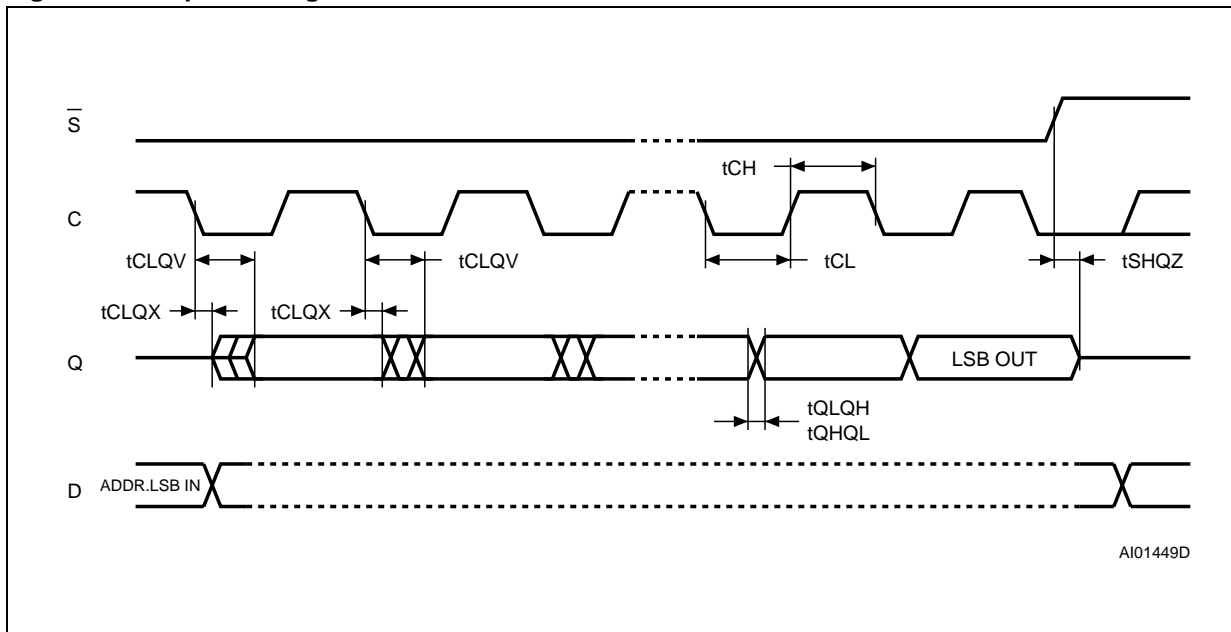 S
tCH
C
tCLQV
tCLQV
tCL
tSHQZ
tCLQX
tCLQX
Q
LSB OUT
tQLQH
tQHQL
D
ADDR.LSB IN
AI01449D